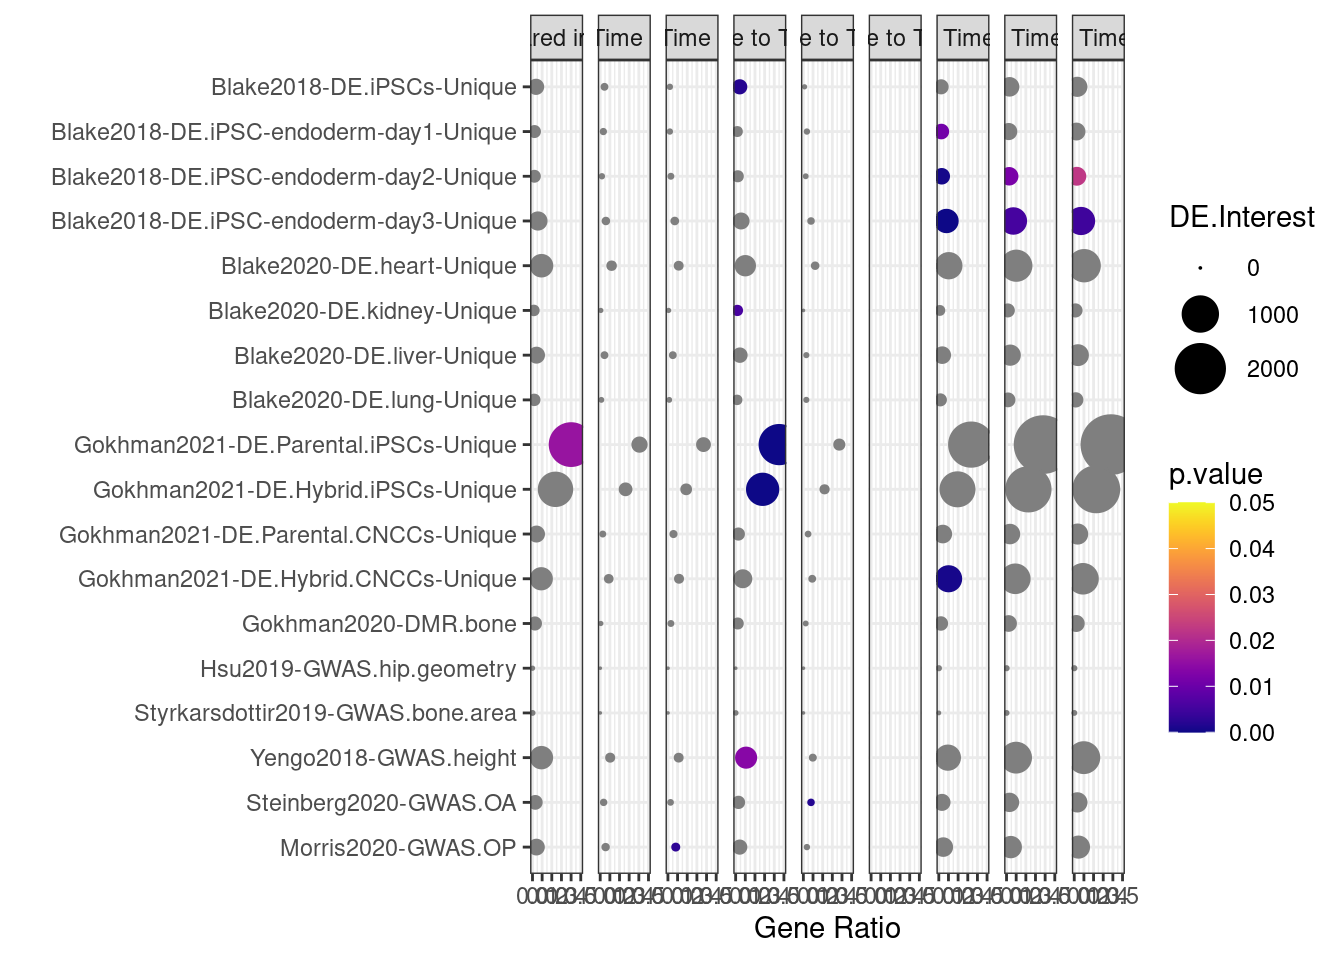 red in Time Time e to T e to T e to T Time Time Time
Blake2018-DE.iPSCs-Unique
Blake2018-DE.iPSC-endoderm-day1-Unique
Blake2018-DE.iPSC-endoderm-day2-Unique
Blake2018-DE.iPSC-endoderm-day3-Unique
Blake2020-DE.heart-Unique
Blake2020-DE.kidney-Unique
Blake2020-DE.liver-Unique
Blake2020-DE.lung-Unique
Gokhman2021-DE.Parental.iPSCs-Unique
Gokhman2021-DE.Hybrid.iPSCs-Unique
Gokhman2021-DE.Parental.CNCCs-Unique
Gokhman2021-DE.Hybrid.CNCCs-Unique
Gokhman2020-DMR.bone
Hsu2019-GWAS.hip.geometry
Styrkarsdottir2019-GWAS.bone.area
Yengo2018-GWAS.height
Steinberg2020-GWAS.OA
Morris2020-GWAS.OP
Gene Ratio
DE.Interest
0
1000
2000
p.value
0.05
0.04
0.03
0.02
0.01
0.00